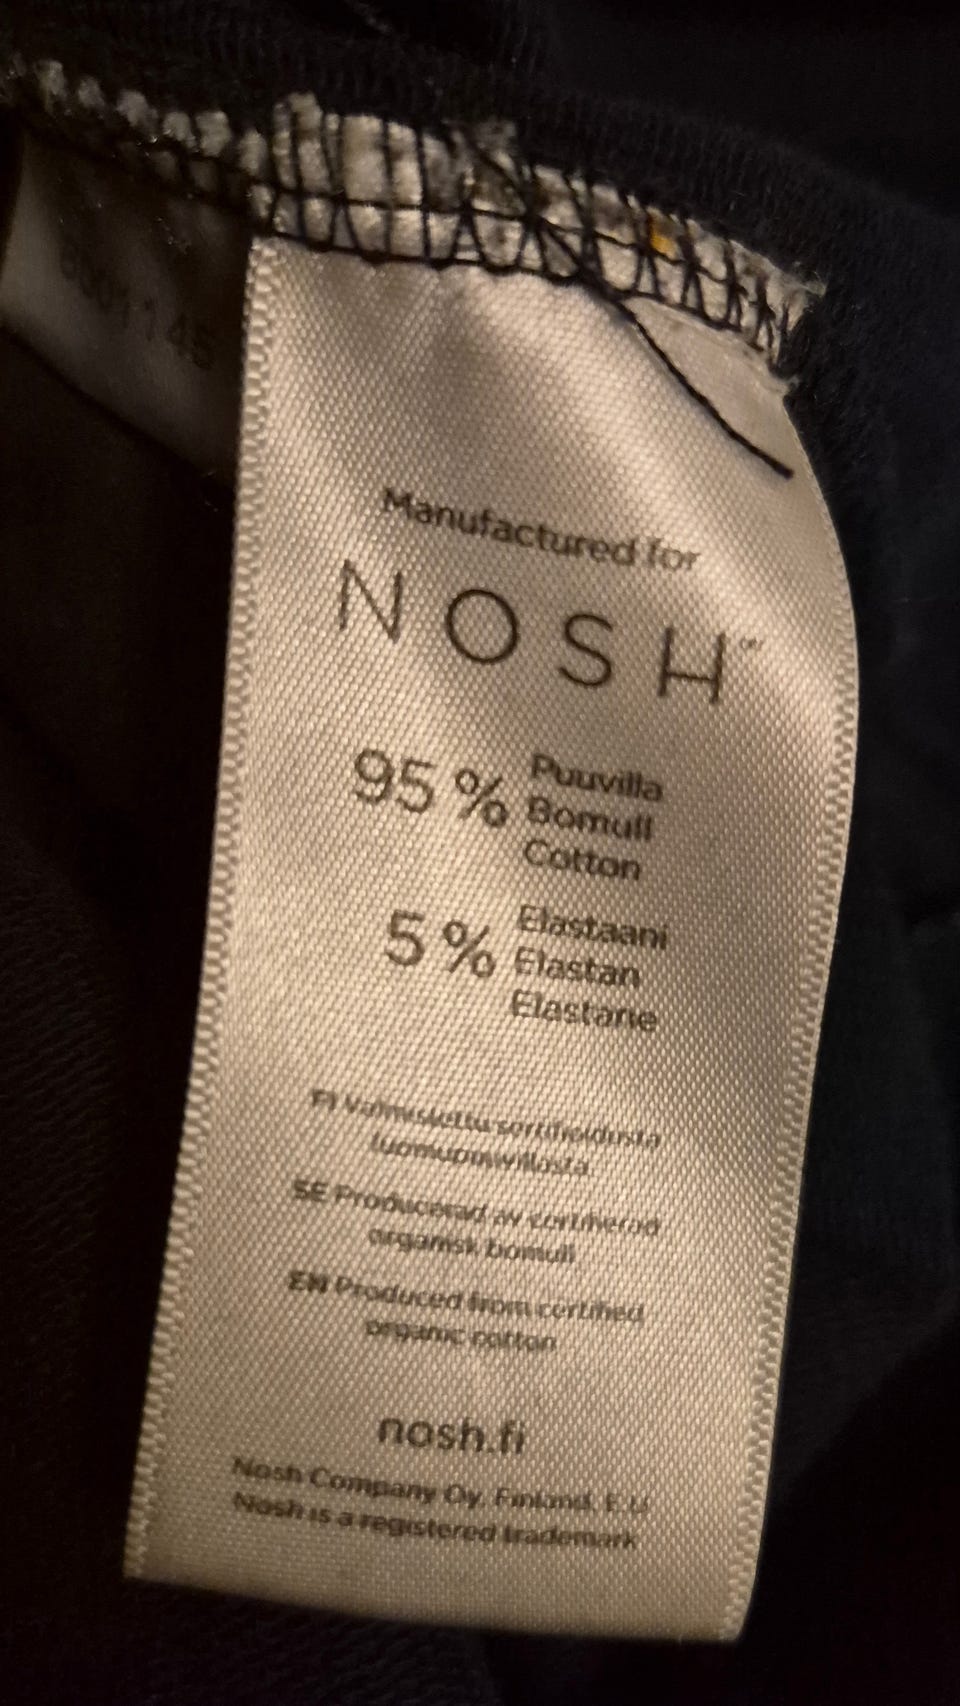 Manufactured for
NOSH
95 % Puuvilla
Bomull
Cotton
5 % Elastaani
Elastan
Elastane
FI Valmistettu sertifioidusta
luomupuuvillasta
SE Producerad av certifierad
organisk bomull
EN Produced from certified
organic cotton
nosh.fi
Nosh Company Oy, Finland, E.U
Nosh is a registered trademark